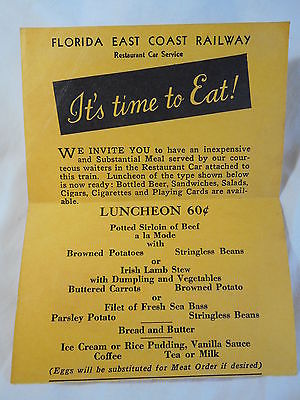 FLORIDA EAST COAST RAILWAY
Restaurant Car Service
It's time to Eat!
WE INVITE YOU to have an inexpensive
and Substantial Meal served by our cour-
teous waiters in the Restaurant Car attached
to this train. Luncheon of the type shown below
is now ready: Bottled Beer, Sandwiches, Salads,
Cigars, Cigarettes and Playing Cards are avail-
able.
LUNCHEON 60¢
Potted Sirloin of Beef
a la Mode
with
Browned Potatoes Stringless Beans
or
Irish Lamb Stew
with Dumpling and Vegetables
Buttered Carrots Browned Potato
or
Filet of Fresh Sea Bass
Parsley Potato Stringless Beans
Bread and Butter
Ice Cream or Rice Pudding, Vanilla Sauce
Coffee Tea or Milk
(Eggs will be substituted for Meat Order if desired)